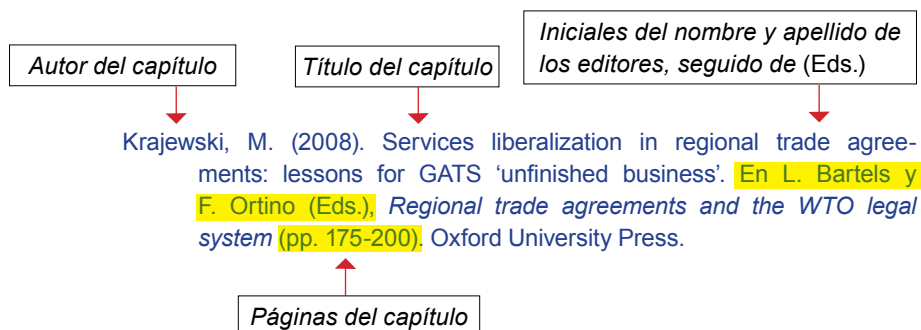 Iniciales del nombre y apellido de
los editores, seguido de (Eds.)
Autor del capítulo
Título del capítulo
Krajewski, M. (2008). Services liberalization in regional trade agree-
ments: lessons for GATS ‘unfinished business’. En L. Bartels y
F. Ortino (Eds.), Regional trade agreements and the WTO legal
system (pp. 175-200). Oxford University Press.
Páginas del capítulo